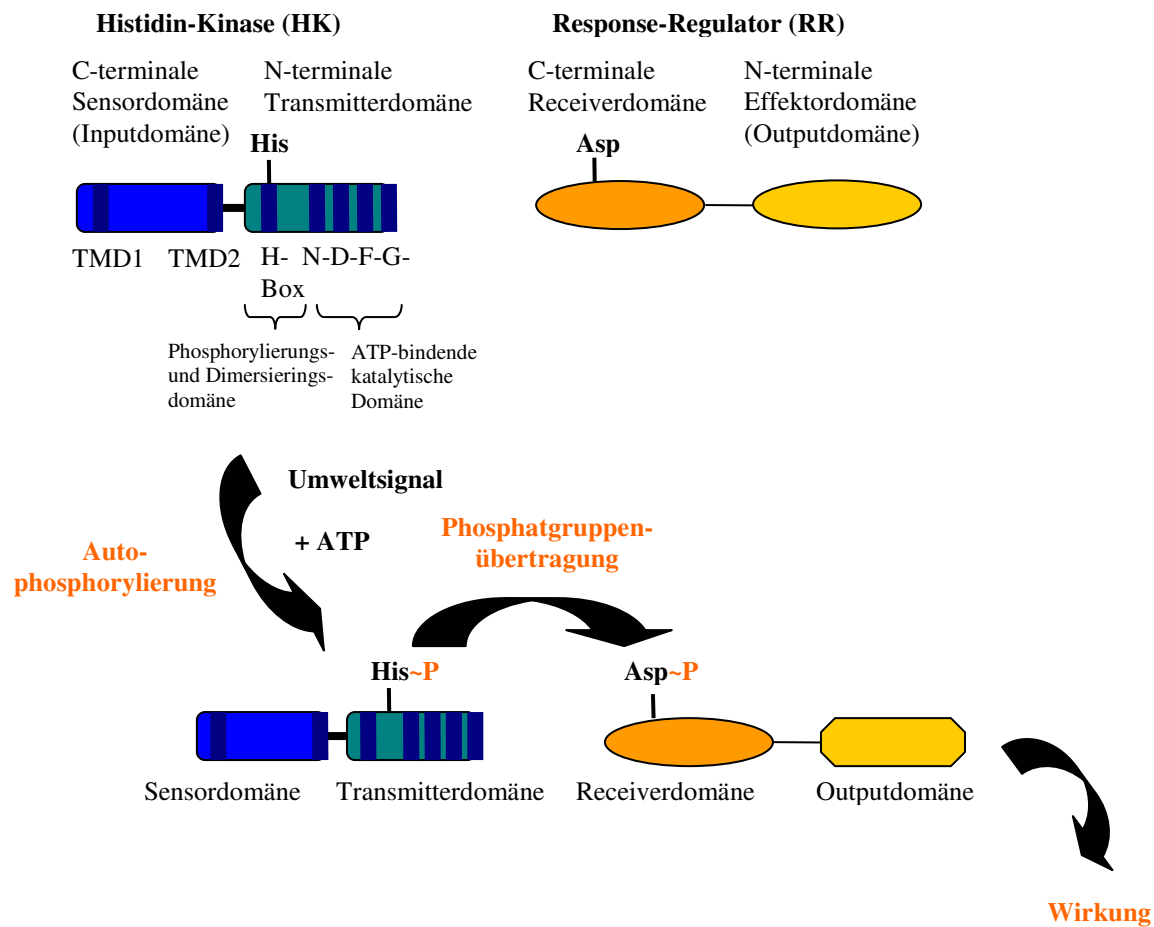 Histidin-Kinase (HK)
Response-Regulator (RR)
C-terminale
Sensordomäne
(Inputdomäne)
N-terminale
Transmitterdomäne
C-terminale
Receiverdomäne
N-terminale
Effektordomäne
(Outputdomäne)
His
Asp
TMD1
TMD2
H-
Box
N-D-F-G-
Phosphorylierungs-
und Dimersierings-
domäne
ATP-bindende
katalytische
Domäne
Umweltsignal
+ ATP
Auto-
phosphorylierung
Phosphatgruppen-
übertragung
His~P
Asp~P
Sensordomäne
Transmitterdomäne
Receiverdomäne
Outputdomäne
Wirkung